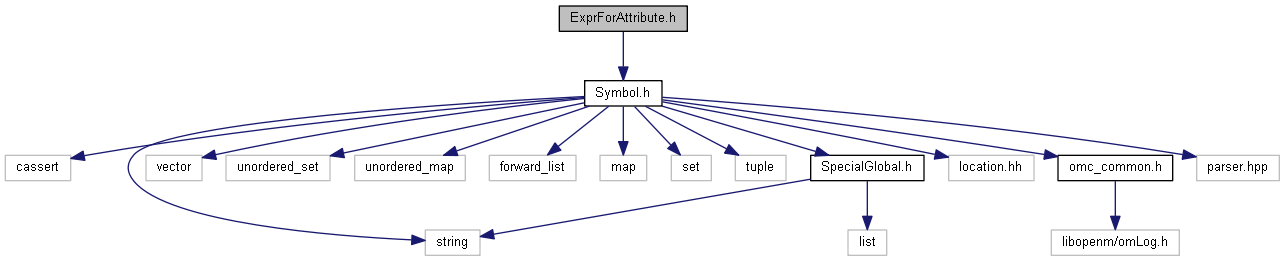 ExprForAttribute.h
Symbol.h
cassert
vector
unordered_set
unordered_map
forward_list
map
set
tuple
SpecialGlobal.h
location.hh
omc_common.h
parser.hpp
string
list
libopenm/omLog.h